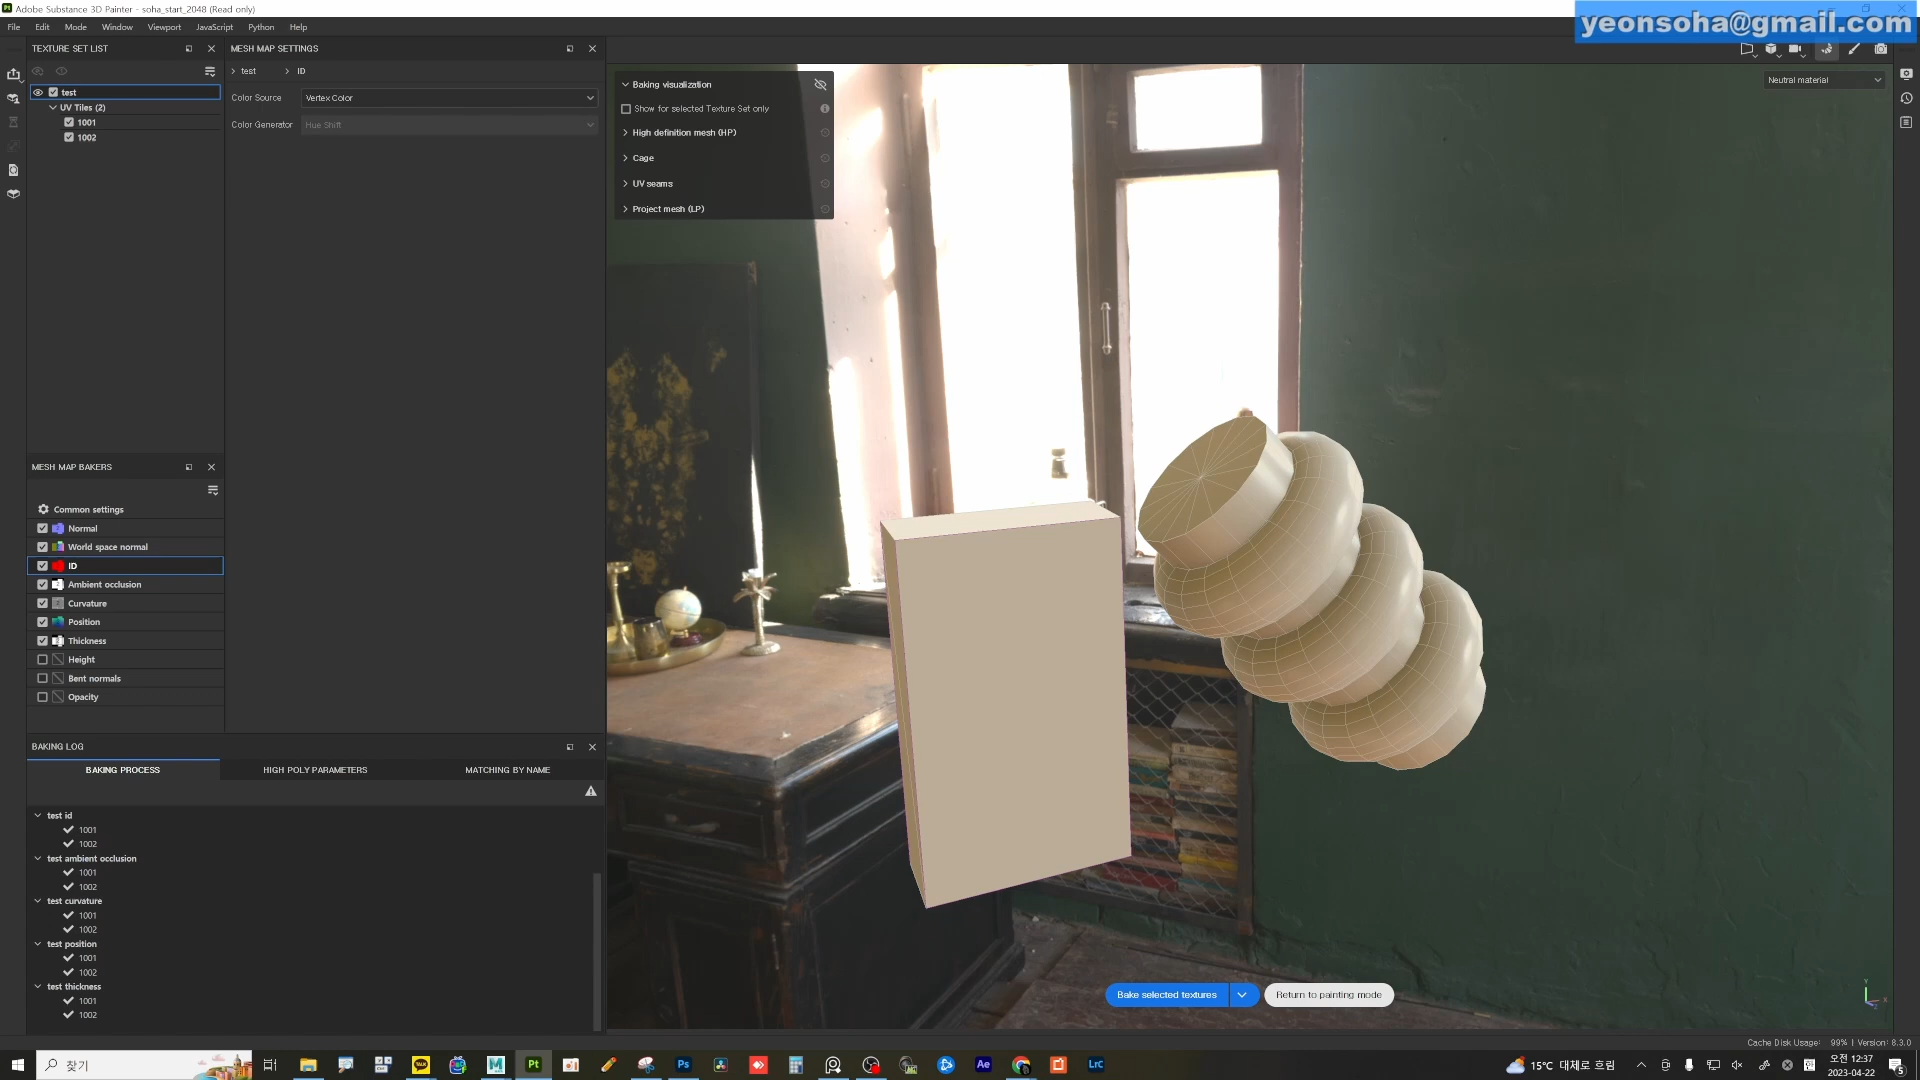 Adobe Substance 3D Painter - soha_start_2048 (Read only)
yeonsoha@gmail.com
File Edit Mode Window Viewport JavaScript Python Help
TEXTURE SET LIST
MESH MAP SETTINGS
test
UV Tiles (2)
1001
1002
test ID
Color Source Vertex Color
Color Generator Hue Shift
Baking visualization
Show for selected Texture Set only
High definition mesh (HP)
Cage
UV seams
Project mesh (LP)
Neutral material
MESH MAP BAKERS
Common settings
Normal
World space normal
ID
Ambient occlusion
Curvature
Position
Thickness
Height
Bent normals
Opacity
BAKING LOG
BAKING PROCESS HIGH POLY PARAMETERS MATCHING BY NAME
test id
1001
1002
test ambient occlusion
1001
1002
test curvature
1001
1002
test position
1001
1002
test thickness
1001
1002
Bake selected textures
Return to painting mode
Cache Disk Usage: 99% | Version: 8.3.0
찾기
TALK
M
Pt
Ps
Ae
LrC
15°C 대체로 흐림
오전 12:37
2023-04-22
5